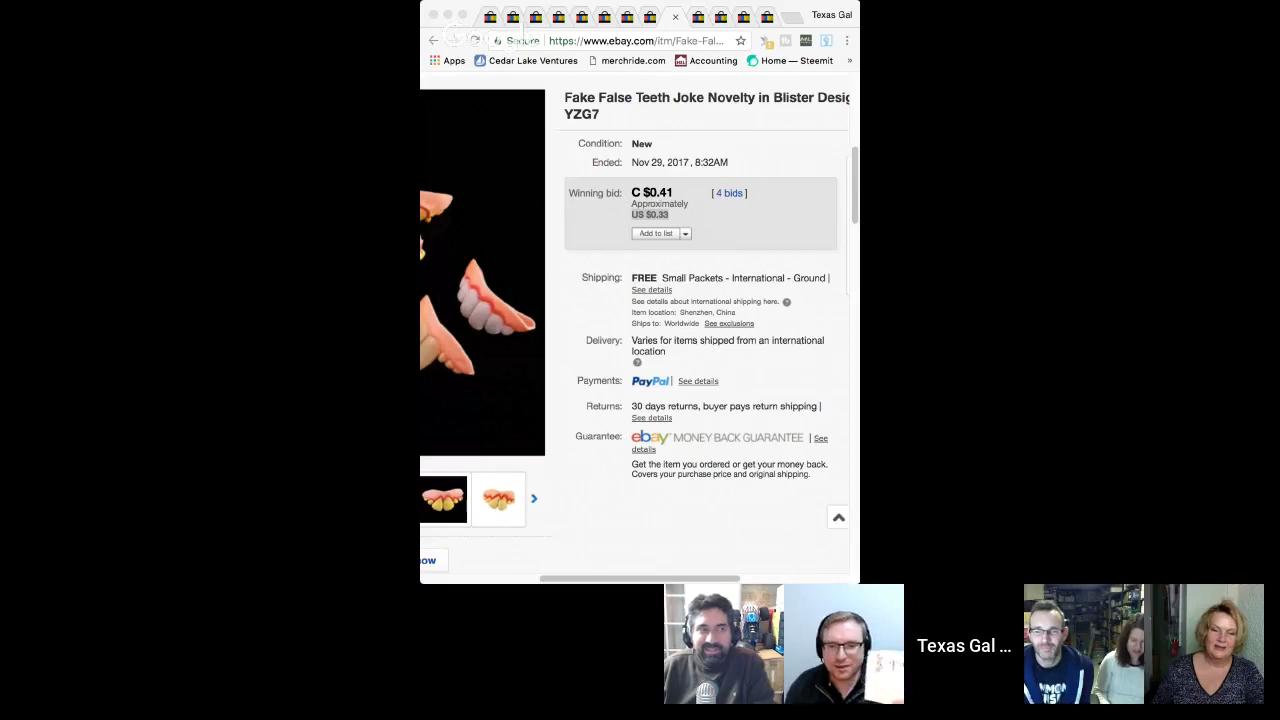 Texas Gal
Secure https://www.ebay.com/itm/Fake-Fal...
Apps Cedar Lake Ventures merchride.com Accounting Home — Steemit »
Fake False Teeth Joke Novelty in Blister Desig
YZG7
Condition: New
Ended: Nov 29, 2017 , 8:32AM
Winning bid: C $0.41 [ 4 bids ]
Approximately
US $0.33
Add to list
Shipping: FREE Small Packets - International - Ground |
See details
See details about international shipping here.
Item location: Shenzhen, China
Ships to: Worldwide See exclusions
Delivery: Varies for items shipped from an international
location
Payments: PayPal | See details
Returns: 30 days returns, buyer pays return shipping |
See details
Guarantee: ebay MONEY BACK GUARANTEE | See
details
Get the item you ordered or get your money back.
Covers your purchase price and original shipping.
ow
Texas Gal ...